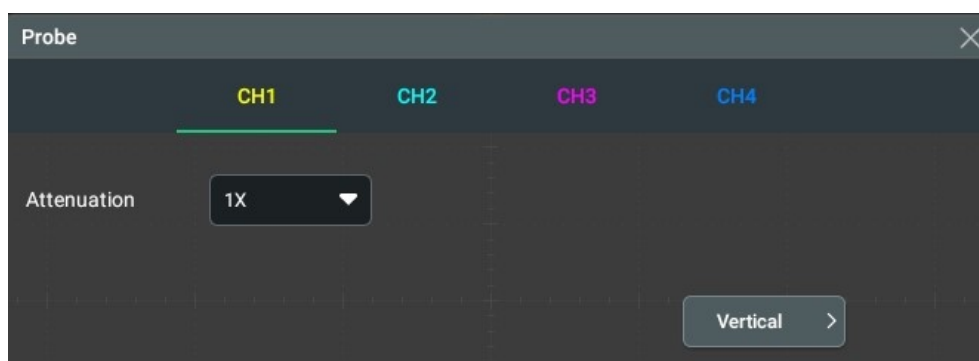 Probe
CH1 CH2 CH3 CH4
Attenuation 1X
Vertical